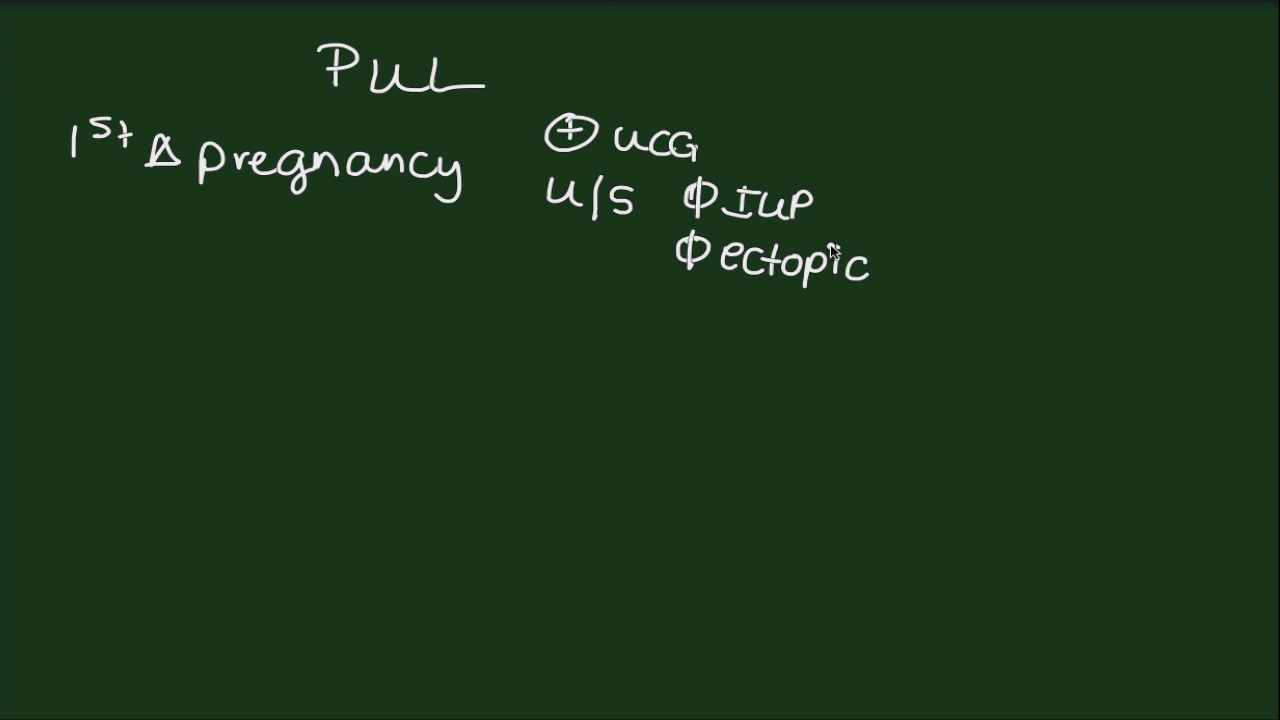 PUL
1st Δ pregnancy
⊕ UCG
U/S Φ IUP
Φ ectopic